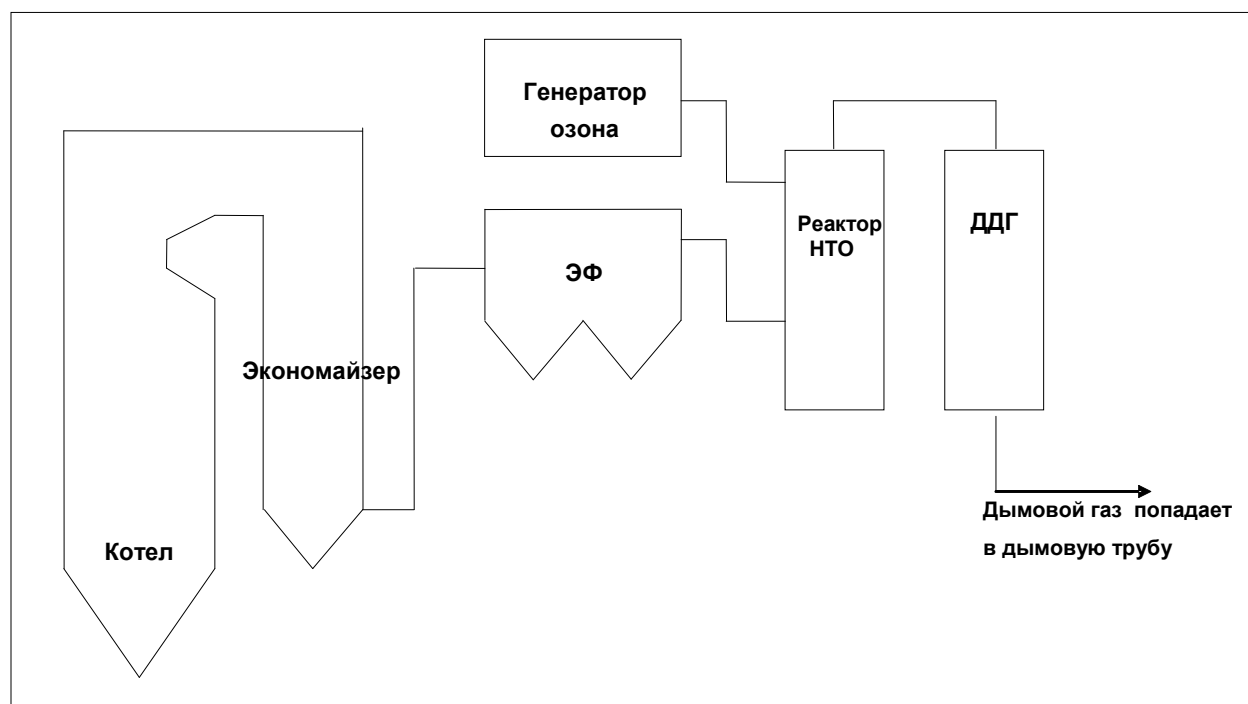 Генератор
озона
Реактор
НТО
ДДГ
ЭФ
Экономайзер
Котел
Дымовой газ попадает
в дымовую трубу